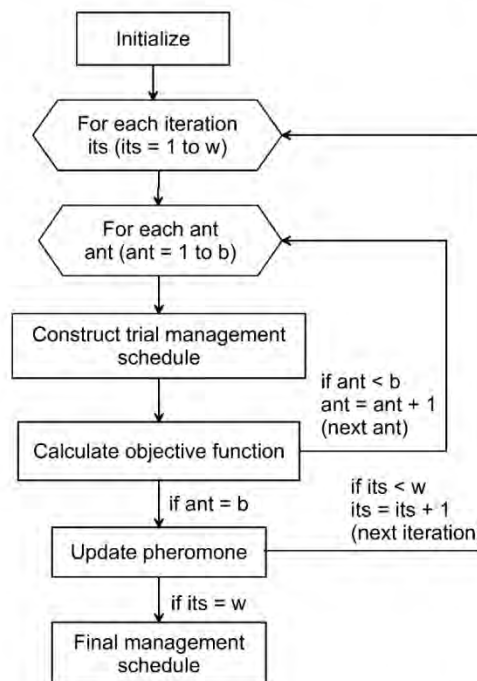 Initialize
For each iteration
its (its = 1 to w)
For each ant
ant (ant = 1 to b)
Construct trial management
schedule
if ant < b
ant = ant + 1
(next ant)
Calculate objective function
if ant = b
if its < w
its = its + 1
(next iteration
Update pheromone
if its = w
Final management
schedule